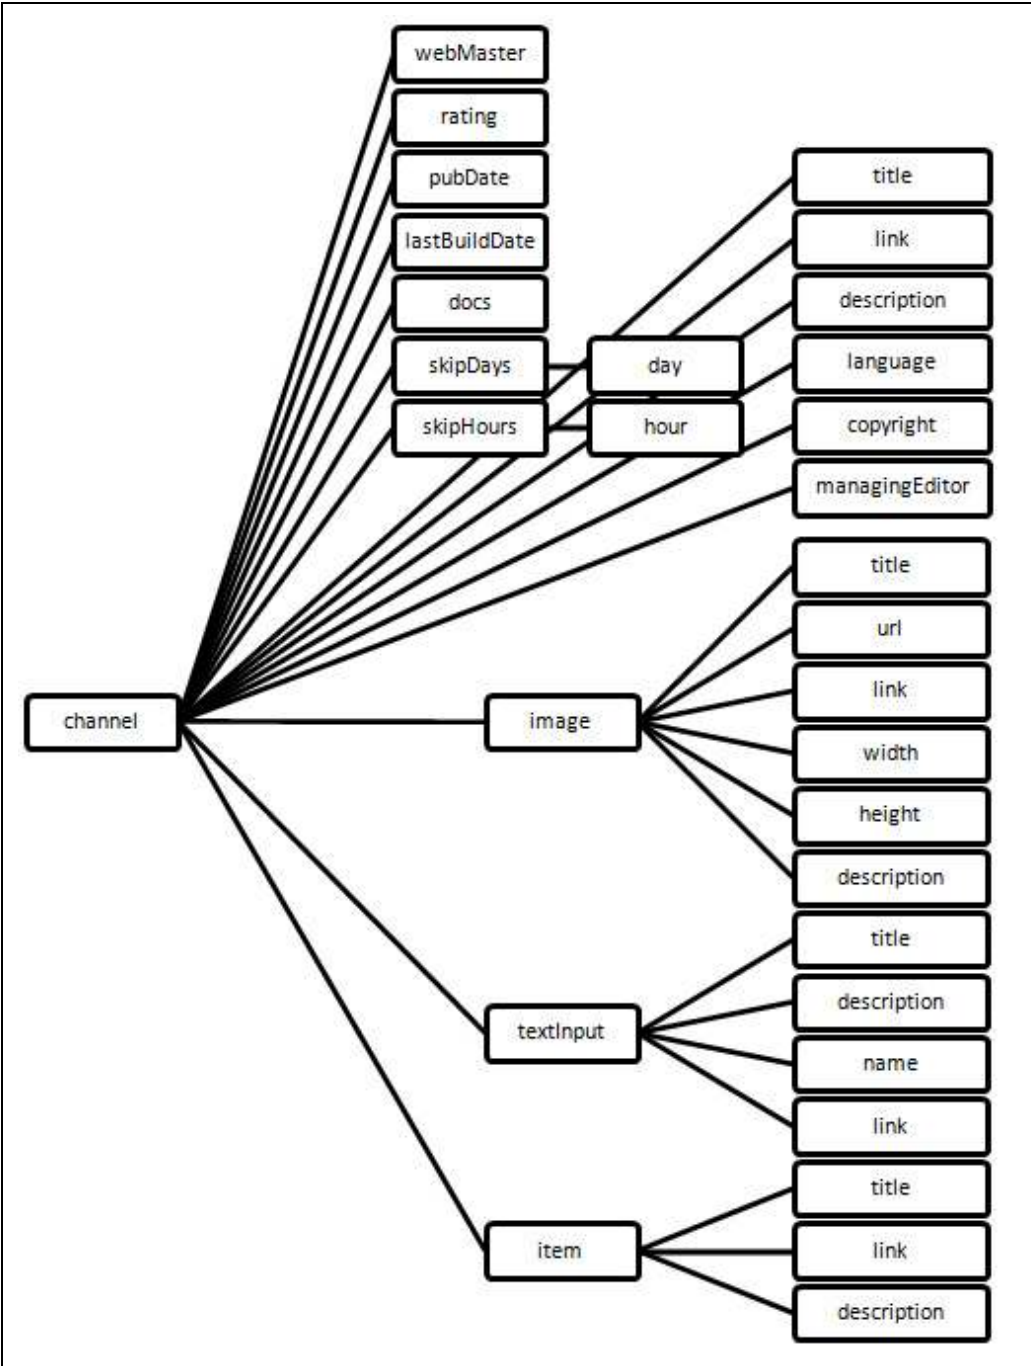 webMaster
rating
pubDate
lastBuildDate
docs
skipDays
day
skipHours
hour
title
link
description
language
copyright
managingEditor
channel
image
title
url
link
width
height
description
textInput
title
description
name
link
item
title
link
description